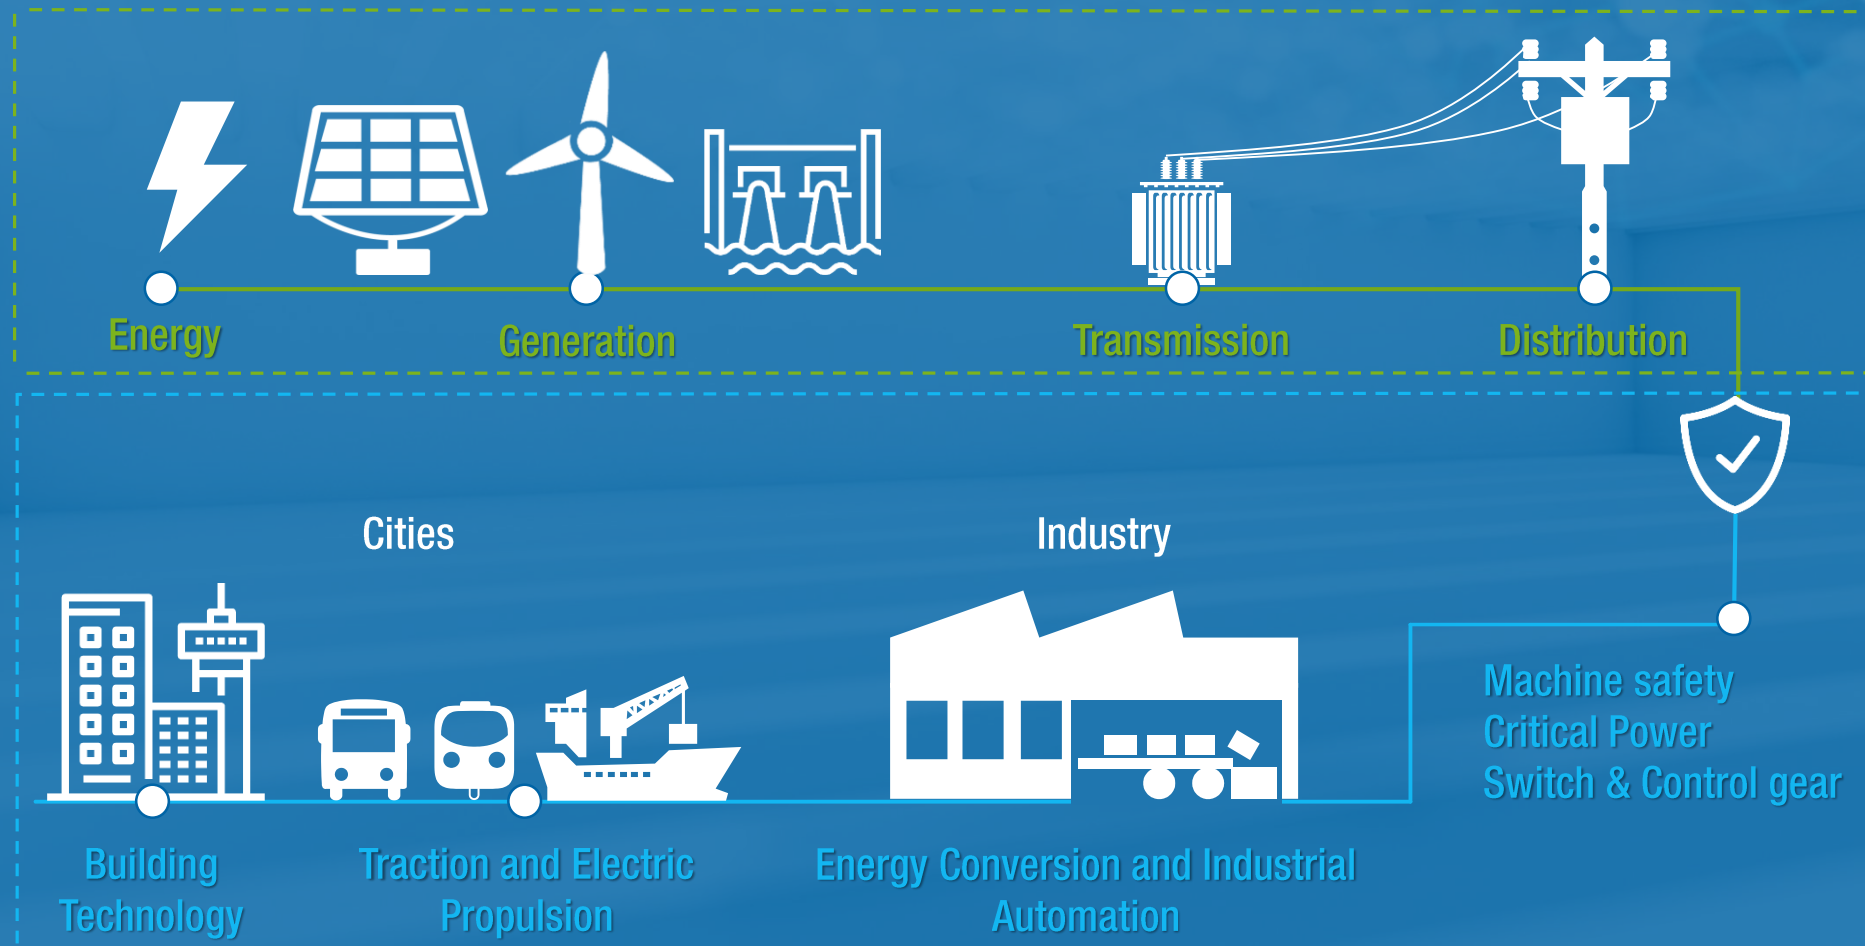 Energy
Generation
Transmission
Distribution
Cities
Industry
Machine safety
Critical Power
Switch & Control gear
Building
Technology
Traction and Electric
Propulsion
Energy Conversion and Industrial
Automation